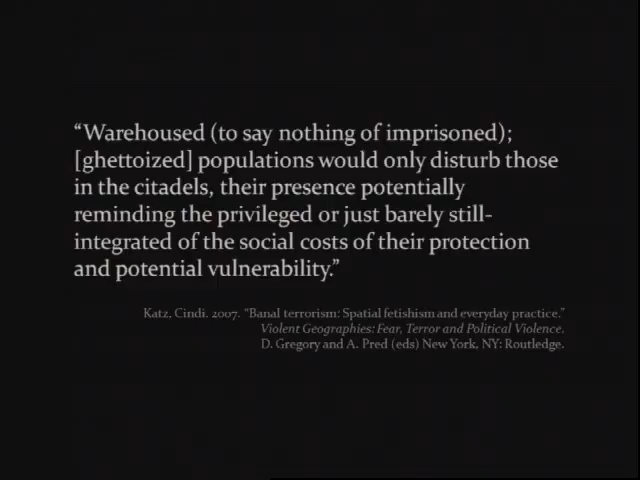 “Warehoused (to say nothing of imprisoned);
[ghettoized] populations would only disturb those
in the citadels, their presence potentially
reminding the privileged or just barely still-
integrated of the social costs of their protection
and potential vulnerability.”
Katz, Cindi. 2007. “Banal terrorism: Spatial fetishism and everyday practice.”
Violent Geographies: Fear, Terror and Political Violence.
D. Gregory and A. Pred (eds) New York, NY: Routledge.